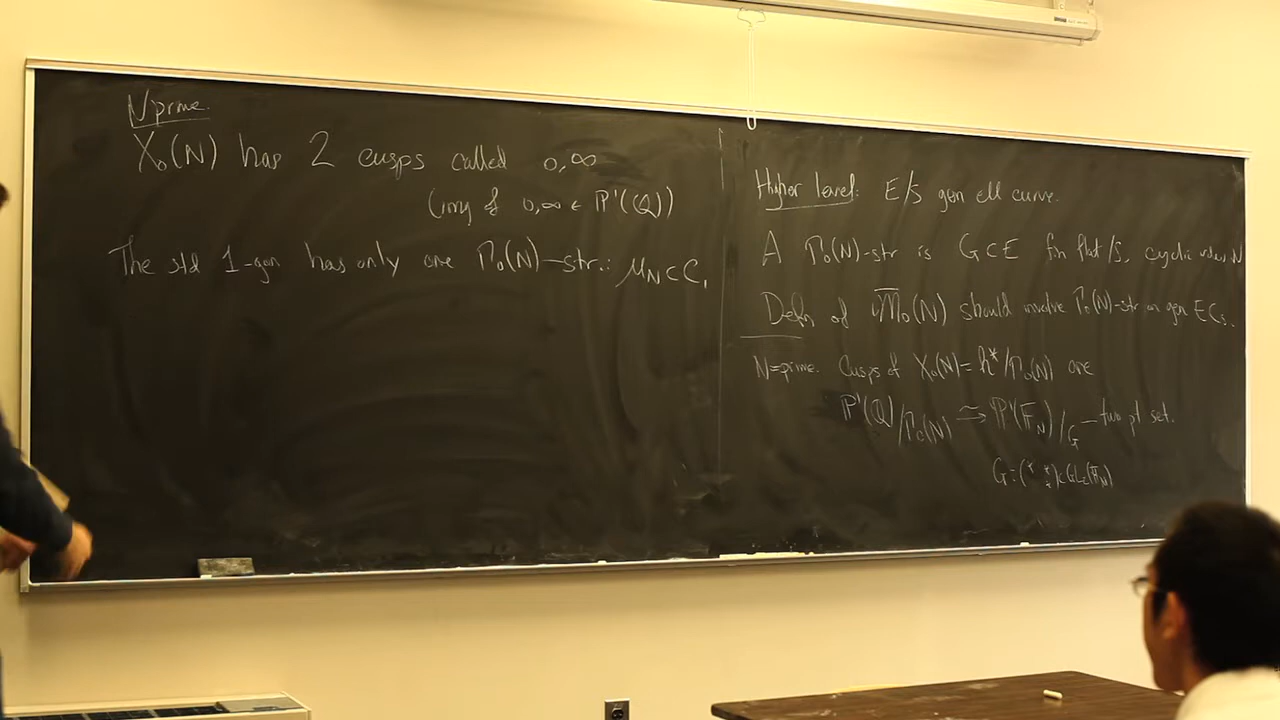 N prime.
X₀(N) has 2 cusps called 0,∞
(img of 0,∞ ∈ P¹(Q))
The std 1-gon has only one Γ₀(N)-str.: μ_N ⊂ C₁
Higher level: E/S gen ell curve.
A Γ₀(N)-str is G⊂E fin flat/S, cyclic order N
Defn of M̄₀(N) should involve Γ₀(N)-str on gen ECs.
N=prime. Cusps of X₀(N)=h*/Γ₀(N) are
P¹(Q)/Γ₀(N) ≅ P¹(F_N)/G — two pt set.
G=(* * *)⊂GL₂(F_N)